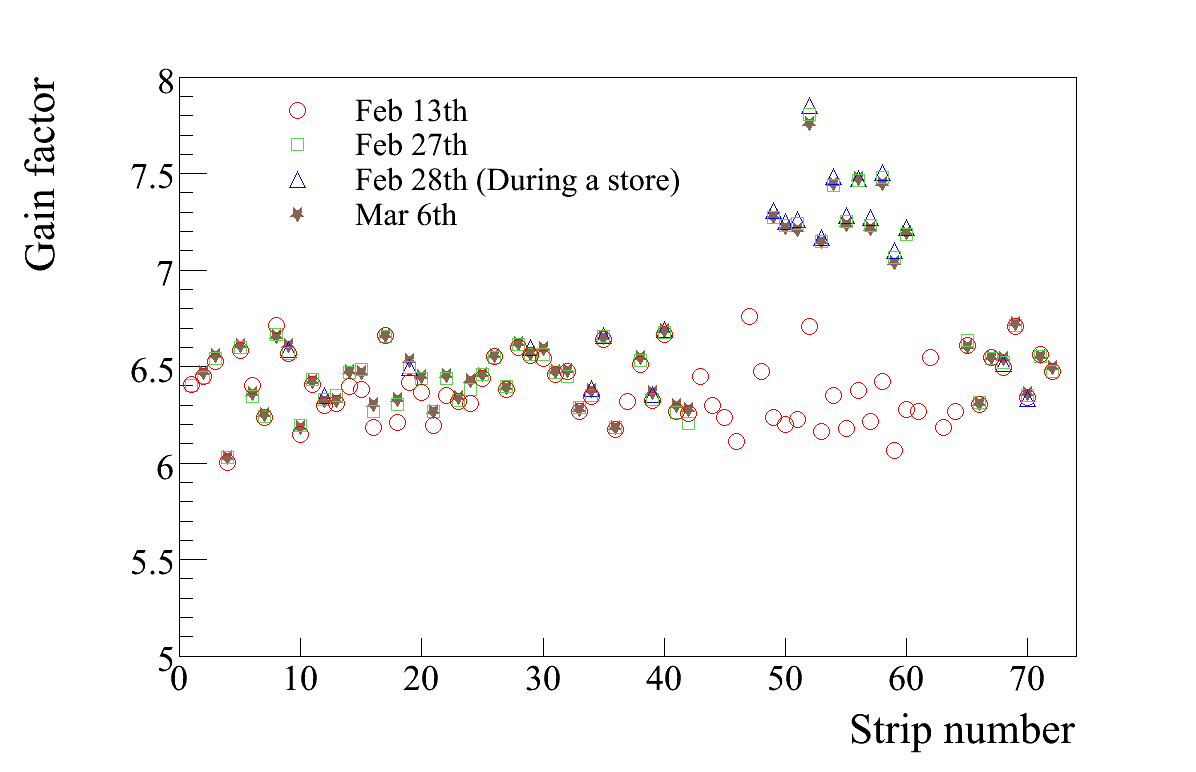 Gain factor
8
7.5
7
6.5
6
5.5
5
Feb 13th
Feb 27th
Feb 28th (During a store)
Mar 6th
0 10 20 30 40 50 60 70
Strip number